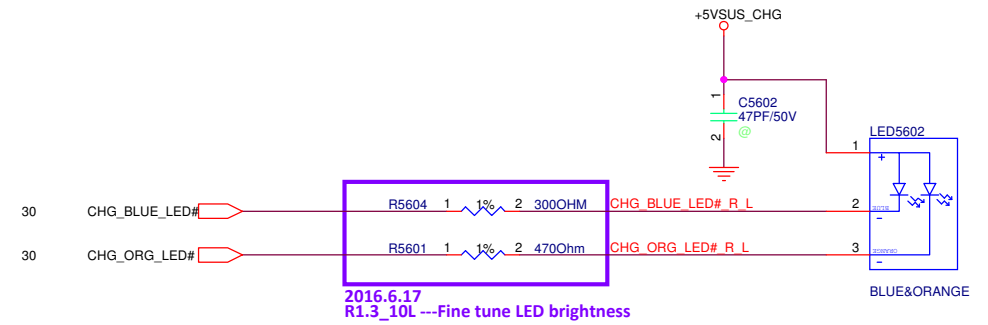 +5VSUS_CHG
1
C5602
47PF/50V
@
2
LED5602
1
+
30 CHG_BLUE_LED# R5604 1 1% 2 300OHM CHG_BLUE_LED#_R_L 2 BLUE
-
30 CHG_ORG_LED# R5601 1 1% 2 470Ohm CHG_ORG_LED#_R_L 3 ORANGE
-
BLUE&ORANGE
2016.6.17
R1.3_10L ---Fine tune LED brightness